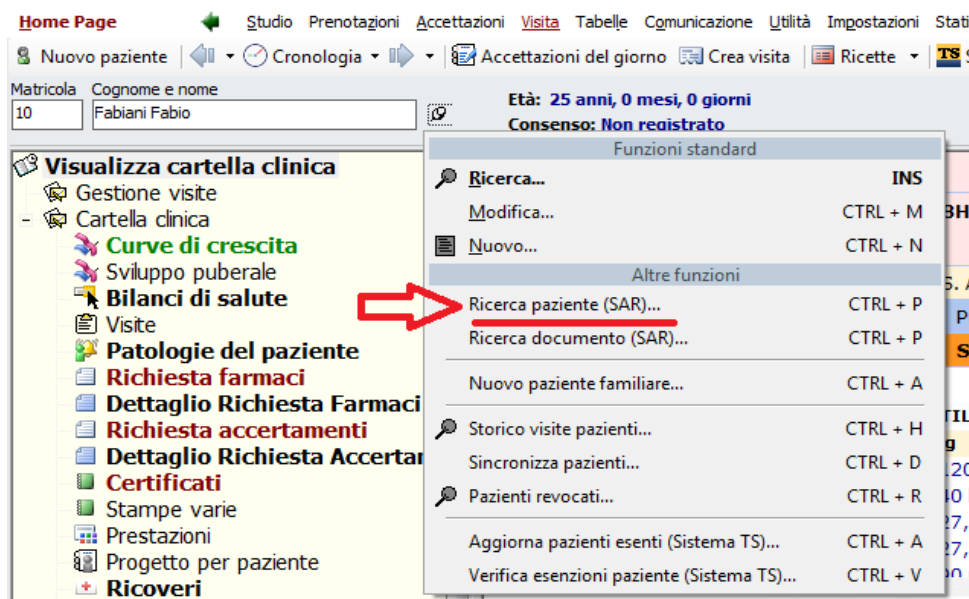 Home Page Studio Prenotazioni Accettazioni Visita Tabelle Comunicazione Utilità Impostazioni Stati
Nuovo paziente Cronologia Accettazioni del giorno Crea visita Ricette TS
Matricola Cognome e nome
10 Fabiani Fabio
Età: 25 anni, 0 mesi, 0 giorni
Consenso: Non registrato
Visualizza cartella clinica
Gestione visite
Cartella clinica
Curve di crescita
Sviluppo puberale
Bilanci di salute
Visite
Patologie del paziente
Richiesta farmaci
Dettaglio Richiesta Farmaci
Richiesta accertamenti
Dettaglio Richiesta Accertar
Certificati
Stampe varie
Prestazioni
Progetto per paziente
Ricoveri
Funzioni standard
Ricerca... INS
Modifica... CTRL + M
Nuovo... CTRL + N
Altre funzioni
Ricerca paziente (SAR)... CTRL + P
Ricerca documento (SAR)... CTRL + P
Nuovo paziente familiare... CTRL + A
Storico visite pazienti... CTRL + H
Sincronizza pazienti... CTRL + D
Pazienti revocati... CTRL + R
Aggiorna pazienti esenti (Sistema TS)... CTRL + A
Verifica esenzioni paziente (Sistema TS)... CTRL + V